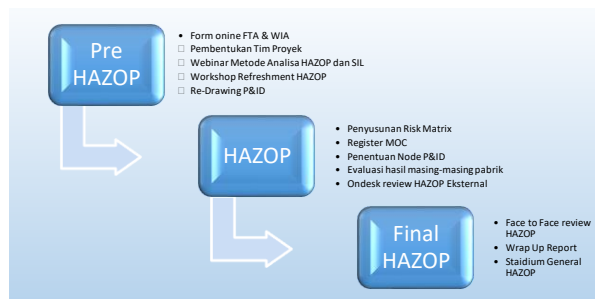 Pre
HAZOP
• Form onine FTA & WIA
□ Pembentukan Tim Proyek
□ Webinar Metode Analisa HAZOP dan SIL
□ Workshop Refreshment HAZOP
□ Re-Drawing P&ID
HAZOP
• Penyusunan Risk Matrix
• Register MOC
• Penentuan Node P&ID
• Evaluasi hasil masing-masing pabrik
• Ondesk review HAZOP Eksternal
Final
HAZOP
• Face to Face review
HAZOP
• Wrap Up Report
• Staidium General
HAZOP